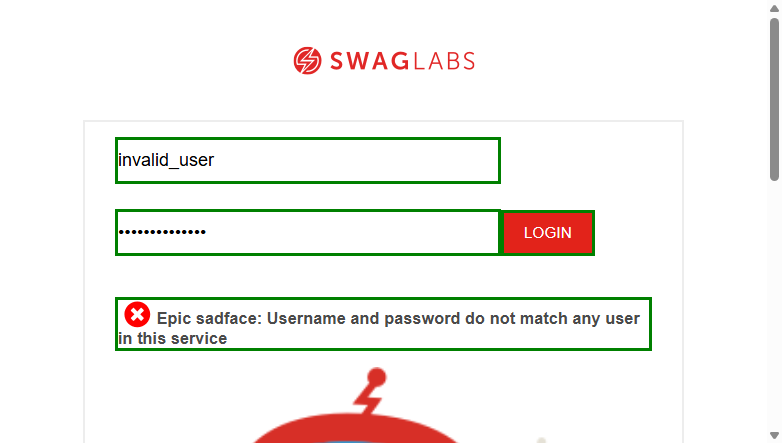 SWAGLABS
invalid_user
••••••••••••••
LOGIN
Epic sadface: Username and password do not match any user
in this service